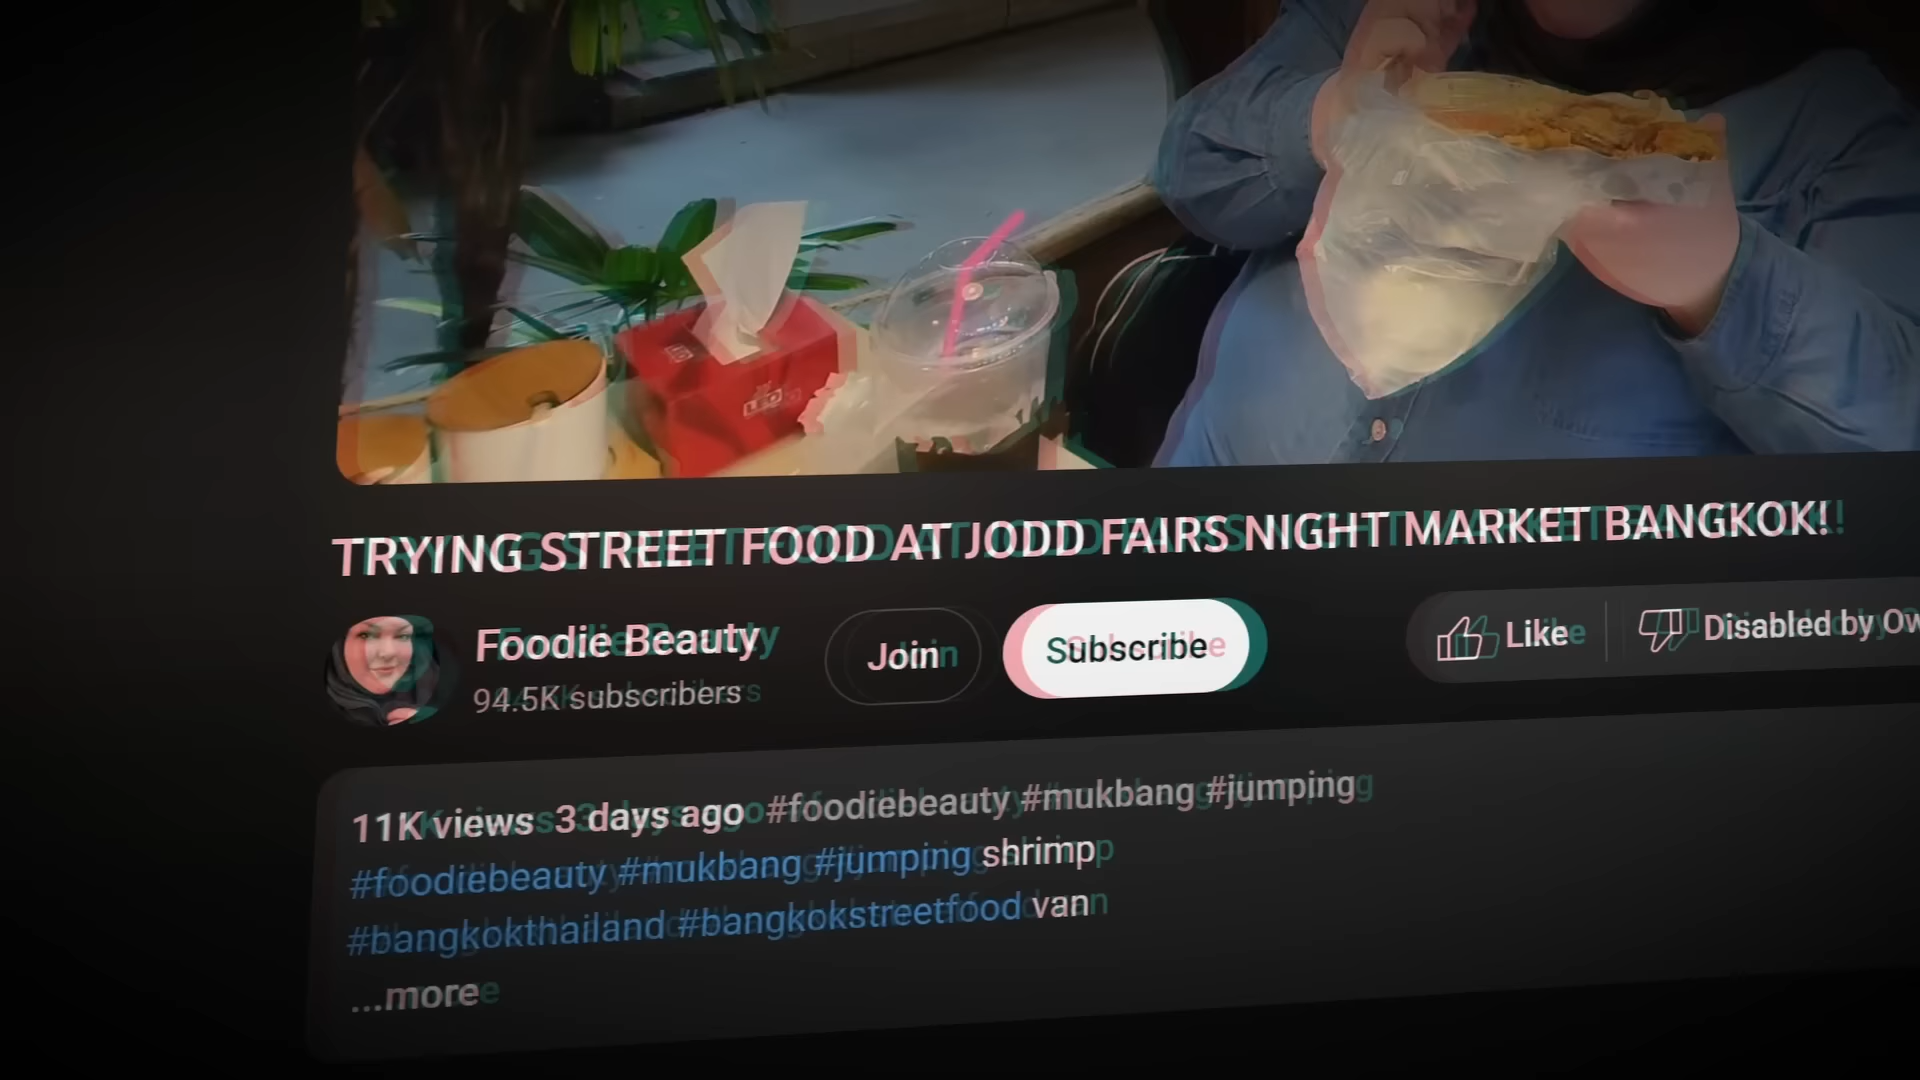 LEO
TRYING STREET FOOD AT JODD FAIRS NIGHT MARKET BANGKOK!
Foodie Beauty
94.5K subscribers
Join
Subscribe
Like
Disabled by Ow
11K views 3 days ago #foodiebeauty #mukbang #jumping
#foodiebeauty #mukbang #jumping shrimp
#bangkokthailand #bangkokstreetfood van
...more